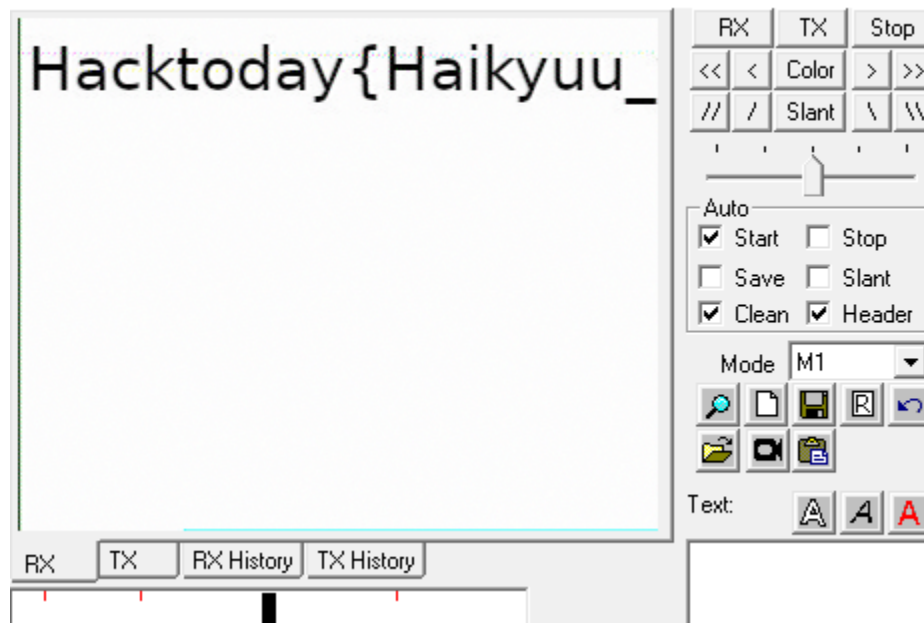 Hacktoday{Haikyuu_
RX TX Stop
<< < Color > >>
// / Slant \ \\
Auto
Start Stop
Save Slant
Clean Header
Mode M1
R
Text: A A A
RX TX RX History TX History